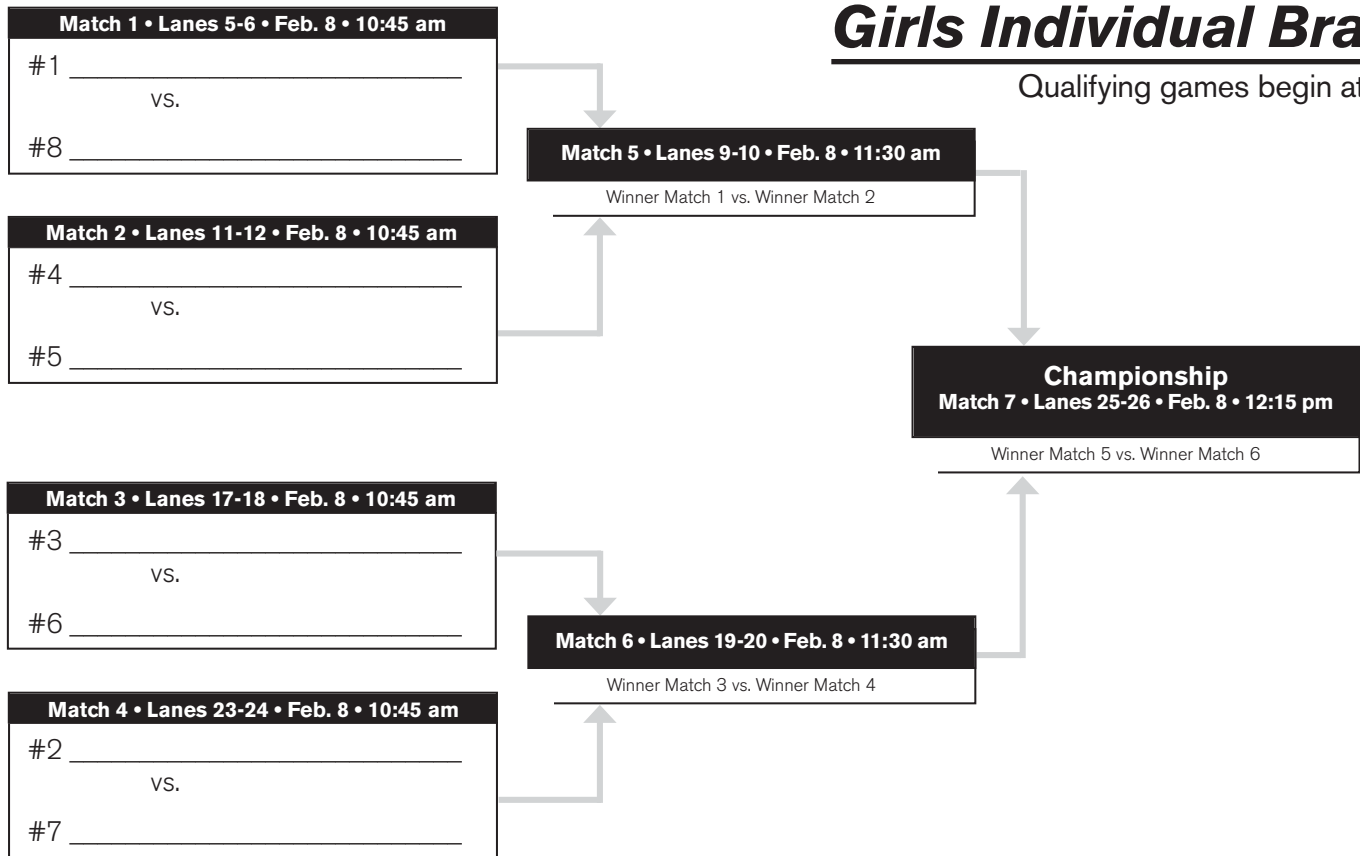 Girls Individual Bra
Qualifying games begin at
Match 1 • Lanes 5-6 • Feb. 8 • 10:45 am
#1
vs.
#8
Match 2 • Lanes 11-12 • Feb. 8 • 10:45 am
#4
vs.
#5
Match 3 • Lanes 17-18 • Feb. 8 • 10:45 am
#3
vs.
#6
Match 4 • Lanes 23-24 • Feb. 8 • 10:45 am
#2
vs.
#7
Match 5 • Lanes 9-10 • Feb. 8 • 11:30 am
Winner Match 1 vs. Winner Match 2
Match 6 • Lanes 19-20 • Feb. 8 • 11:30 am
Winner Match 3 vs. Winner Match 4
Championship
Match 7 • Lanes 25-26 • Feb. 8 • 12:15 pm
Winner Match 5 vs. Winner Match 6